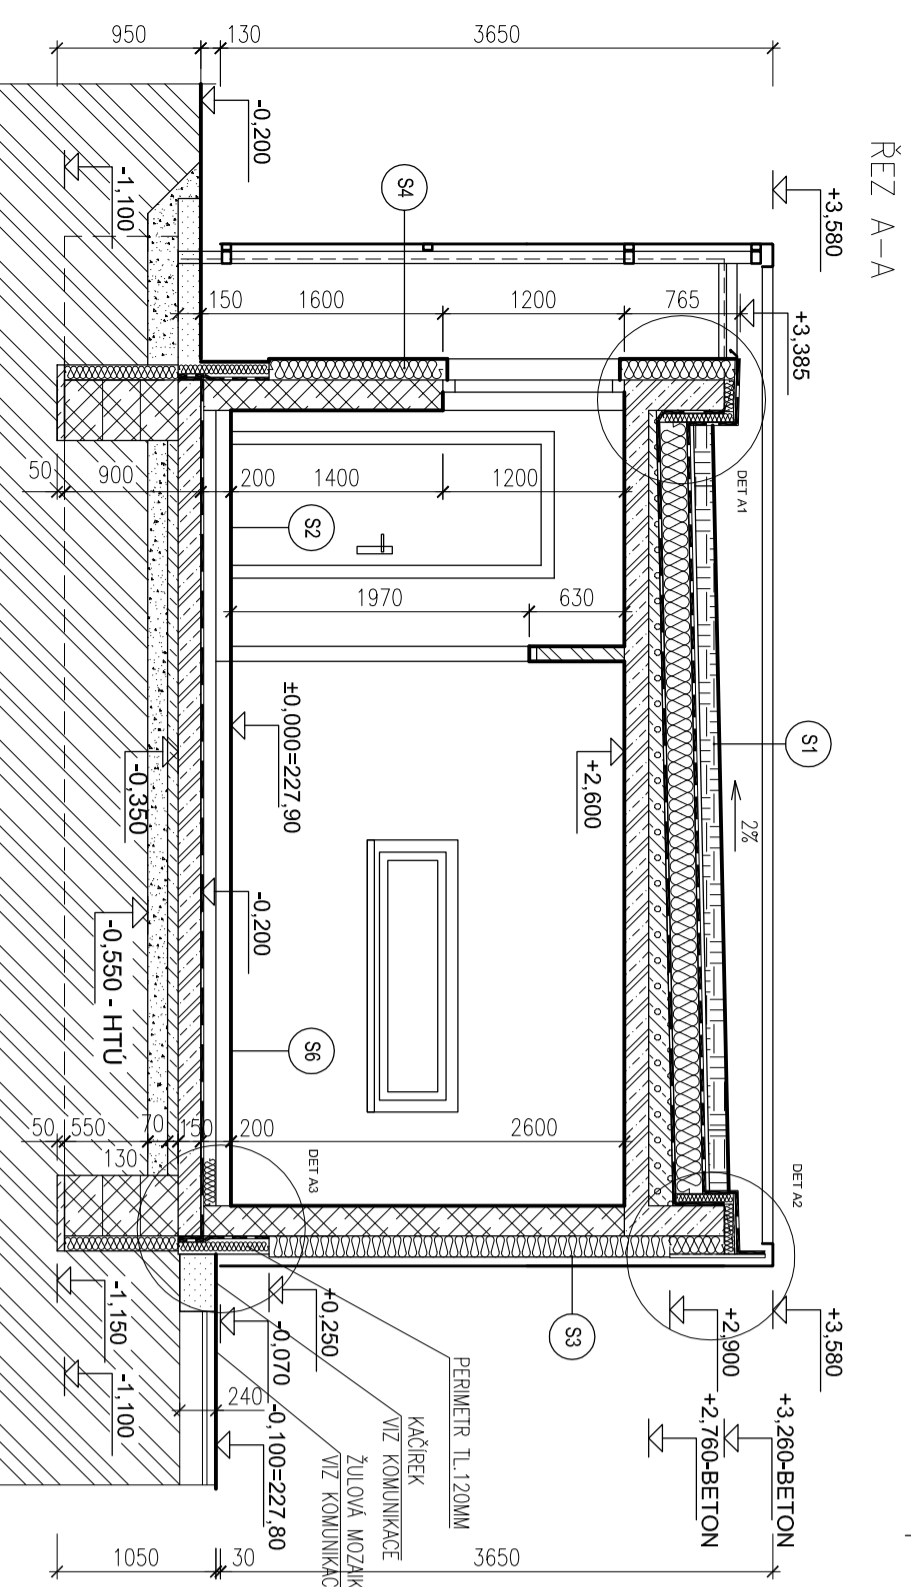 ŘEZ A–A
950
130
3650
-0,200
-1,100
+3,580
S4
150
1600
1200
765
+3,385
DET A1
50
900
200
1400
1200
S2
1970
630
S1
2%
±0,000=227,90
+2,600
-0,350
-0,200
-0,550 - HTÚ
S6
50
550
70
150
200
2600
130
DET A3
DET A2
S3
-1,150
-1,100
+0,250
-0,070
-0,100=227,80
240
+3,580
+2,900
+3,260-BETON
+2,760-BETON
PERIMETR TL.120MM
KAČÍREK
VIZ KOMUNIKACE
ŽULOVÁ MOZAIK
VIZ KOMUNIKAC
1050
30
3650